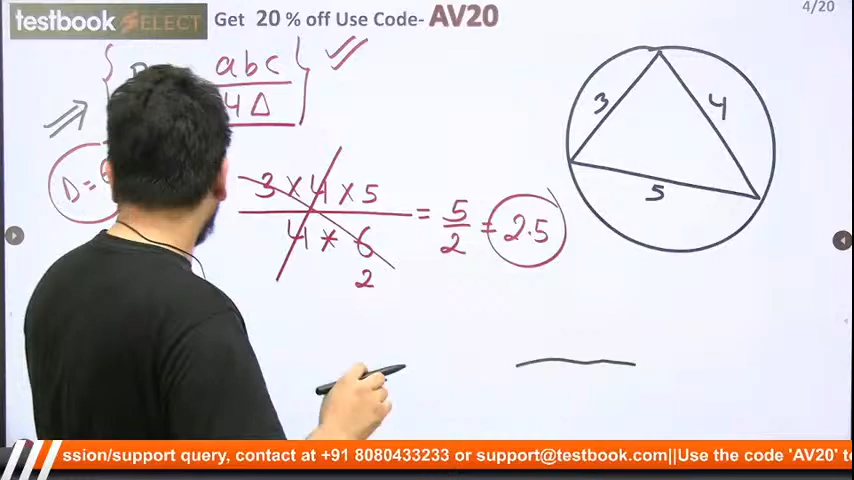 testbook SELECT
Get 20 % off Use Code- AV20
4/20
abc
4Δ
D =
3 × 4 × 5
4 * 6
2
= 5/2 = 2.5
3
4
5
ssion/support query, contact at +91 8080433233 or support@testbook.com||Use the code 'AV20' to